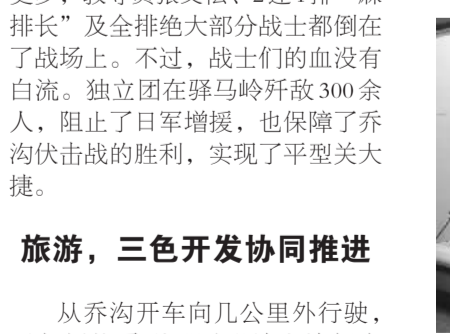 排长”及全排绝大部分战士都倒在
了战场上。不过，战士们的血没有
白流。独立团在驿马岭歼敌 300 余
人，阻止了日军增援，也保障了乔
沟伏击战的胜利，实现了平型关大
捷。
旅游，三色开发协同推进
从乔沟开车向几公里外行驶，